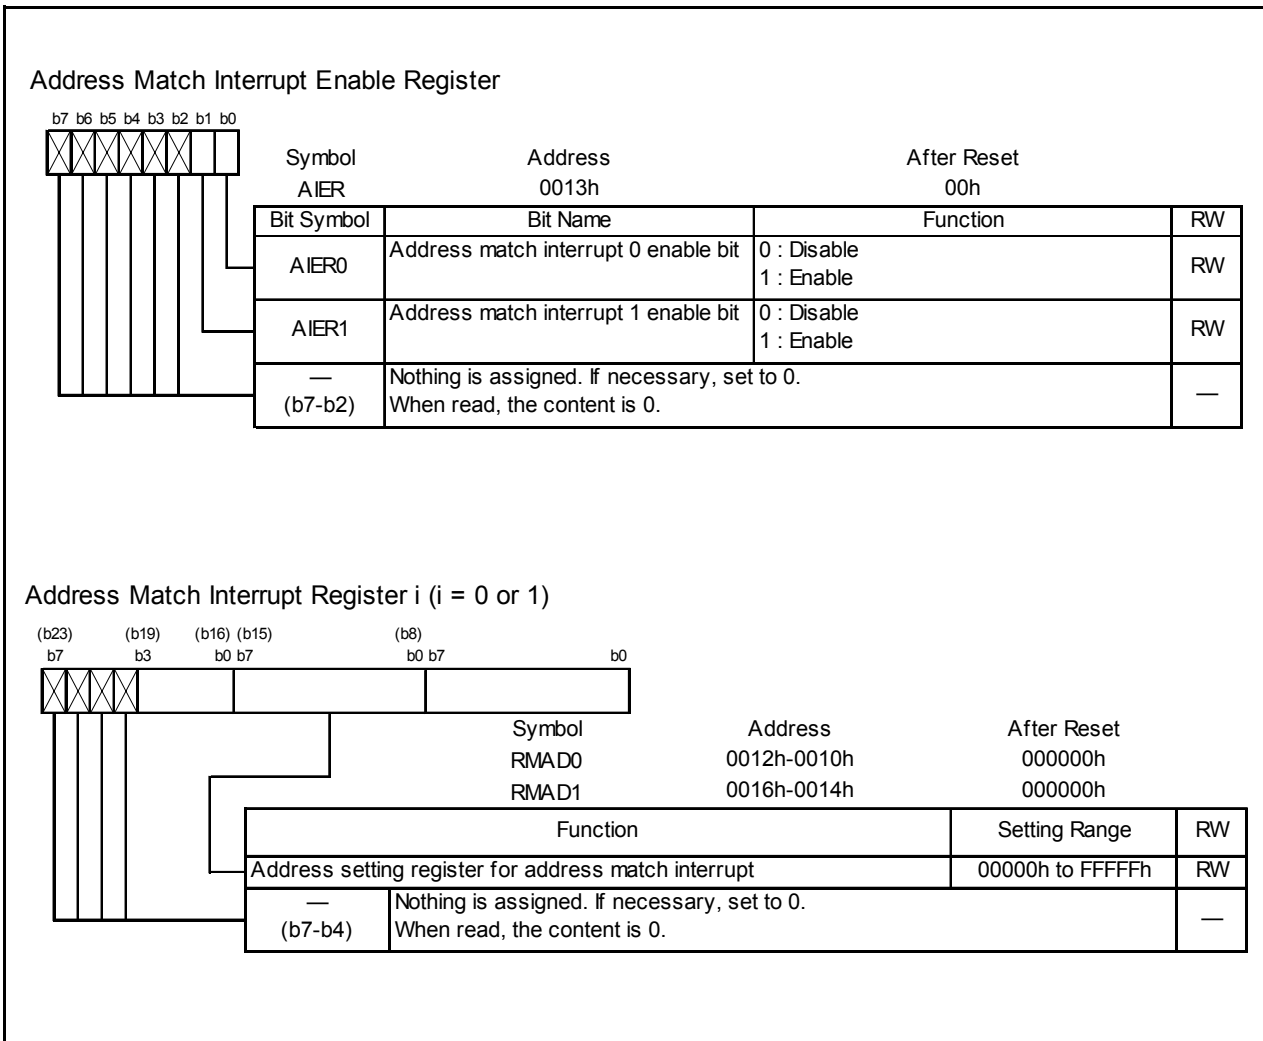 Address Match Interrupt Enable Register
b7 b6 b5 b4 b3 b2 b1 b0
Symbol Address After Reset
AIER 0013h 00h
Bit Symbol Bit Name Function RW
AIER0 Address match interrupt 0 enable bit 0 : Disable RW
1 : Enable
AIER1 Address match interrupt 1 enable bit 0 : Disable RW
1 : Enable
— Nothing is assigned. If necessary, set to 0. —
(b7-b2) When read, the content is 0.
Address Match Interrupt Register i (i = 0 or 1)
(b23) (b19) (b16) (b15) (b8)
b7 b3 b0 b7 b0 b7 b0
Symbol Address After Reset
RMAD0 0012h-0010h 000000h
RMAD1 0016h-0014h 000000h
Function Setting Range RW
Address setting register for address match interrupt 00000h to FFFFFh RW
— Nothing is assigned. If necessary, set to 0. —
(b7-b4) When read, the content is 0.